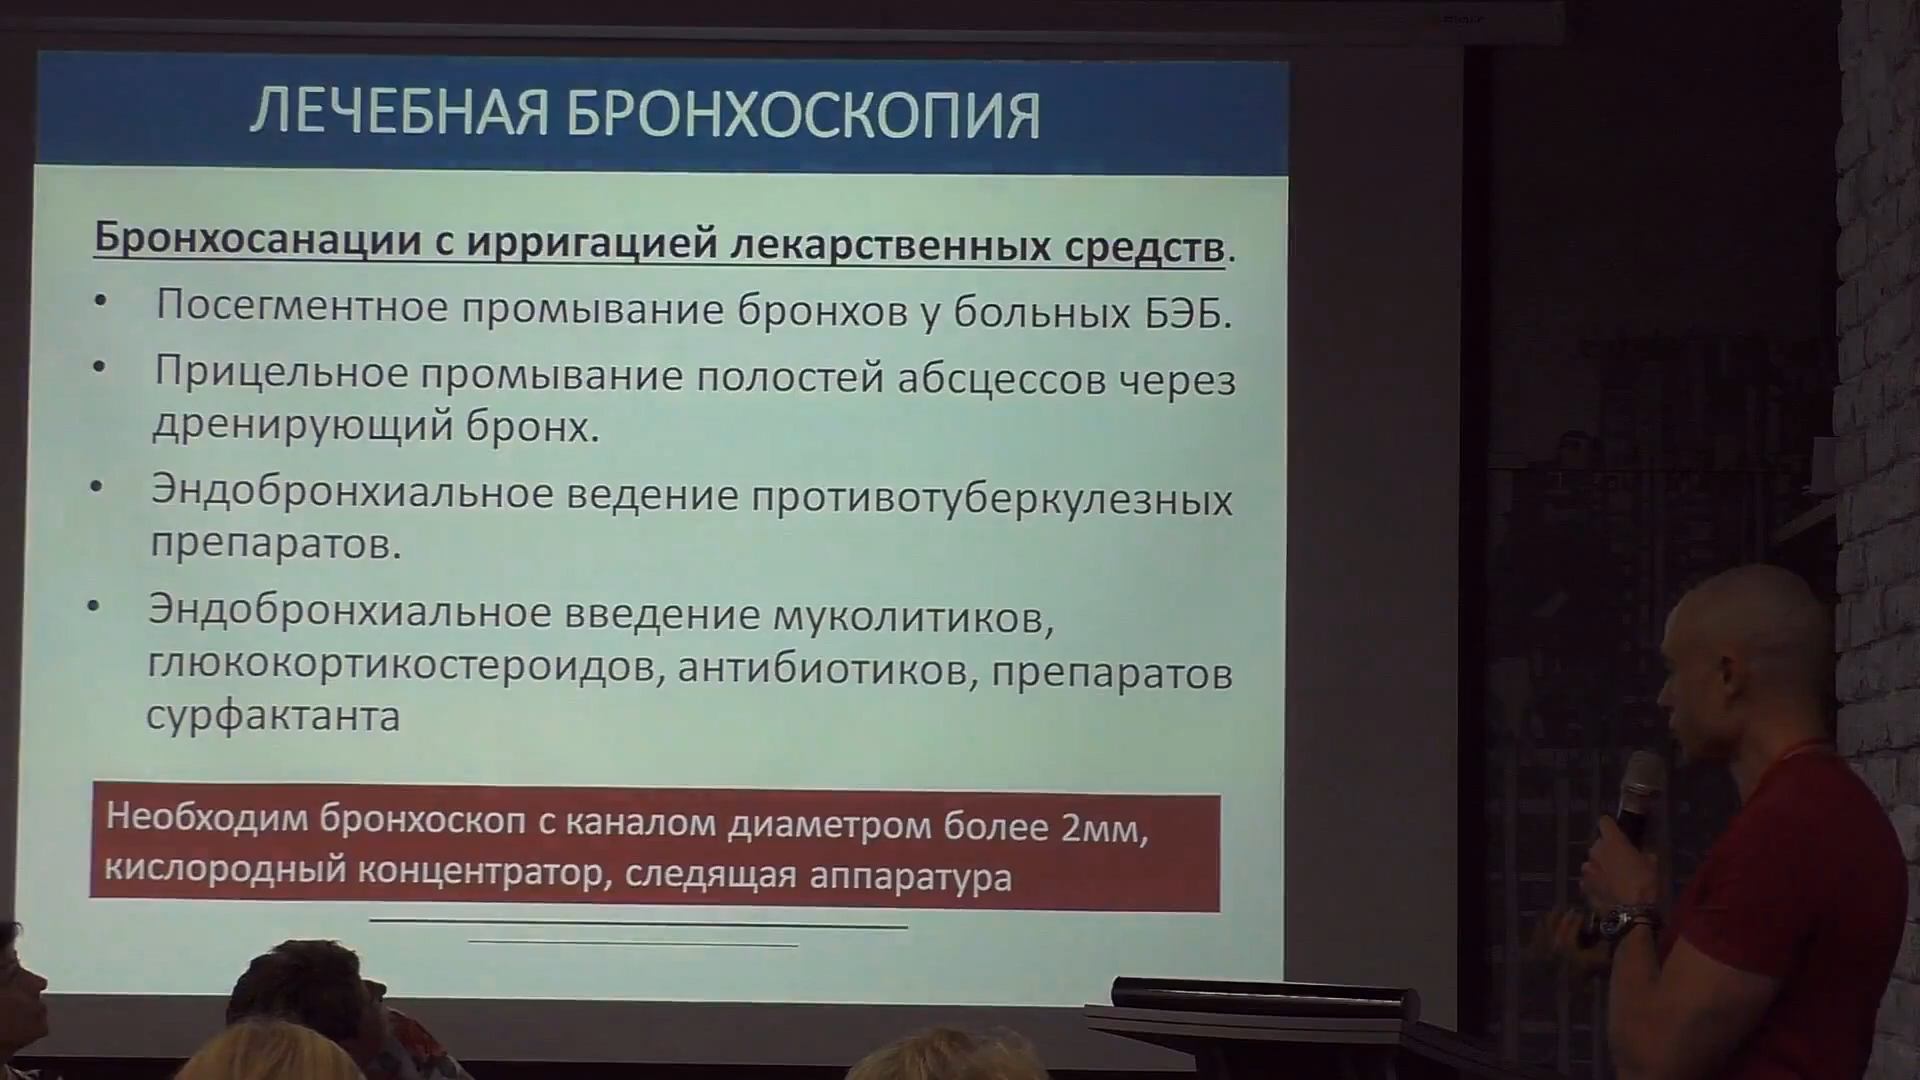 ЛЕЧЕБНАЯ БРОНХОСКОПИЯ
Бронхосанации с ирригацией лекарственных средств.
• Посегментное промывание бронхов у больных БЭБ.
• Прицельное промывание полостей абсцессов через
дренирующий бронх.
• Эндобронхиальное ведение противотуберкулезных
препаратов.
• Эндобронхиальное введение муколитиков,
глюкокортикостероидов, антибиотиков, препаратов
сурфактанта
Необходим бронхоскоп с каналом диаметром более 2мм,
кислородный концентратор, следящая аппаратура